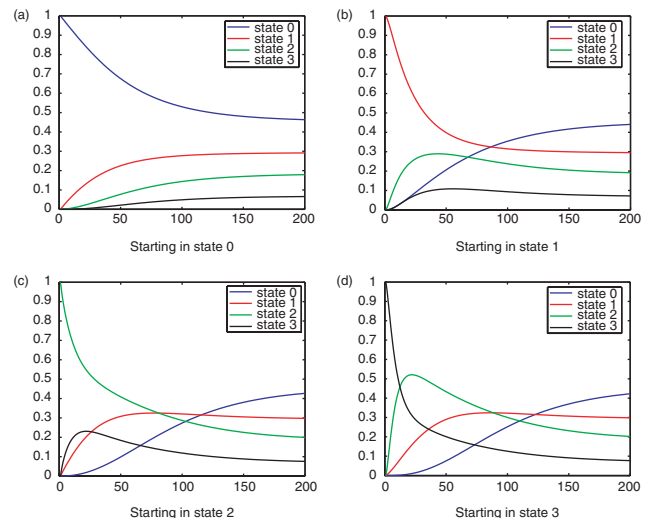 (a)
1
0.9
0.8
0.7
0.6
0.5
0.4
0.3
0.2
0.1
0
0 50 100 150 200
state 0
state 1
state 2
state 3
Starting in state 0
(b)
1
0.9
0.8
0.7
0.6
0.5
0.4
0.3
0.2
0.1
0
0 50 100 150 200
state 0
state 1
state 2
state 3
Starting in state 1
(c)
1
0.9
0.8
0.7
0.6
0.5
0.4
0.3
0.2
0.1
0
0 50 100 150 200
state 0
state 1
state 2
state 3
Starting in state 2
(d)
1
0.9
0.8
0.7
0.6
0.5
0.4
0.3
0.2
0.1
0
0 50 100 150 200
state 0
state 1
state 2
state 3
Starting in state 3